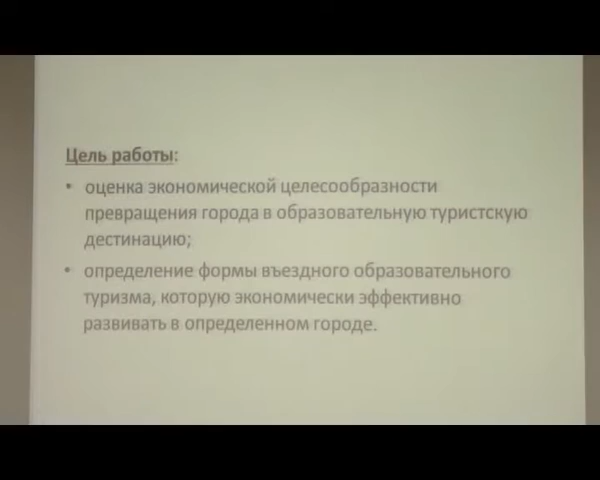 Цель работы:
• оценка экономической целесообразности
превращения города в образовательную туристскую
дестинацию;
• определение формы въездного образовательного
туризма, которую экономически эффективно
развивать в определенном городе.